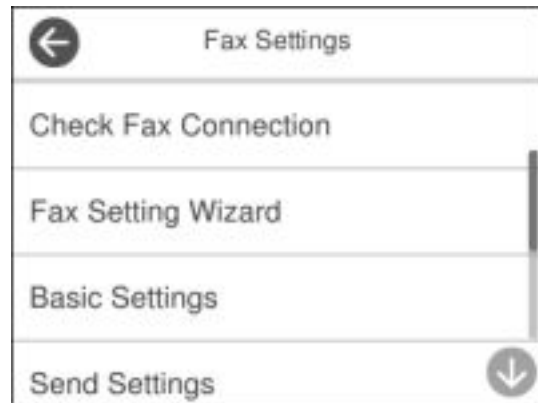 Fax Settings
Check Fax Connection
Fax Setting Wizard
Basic Settings
Send Settings